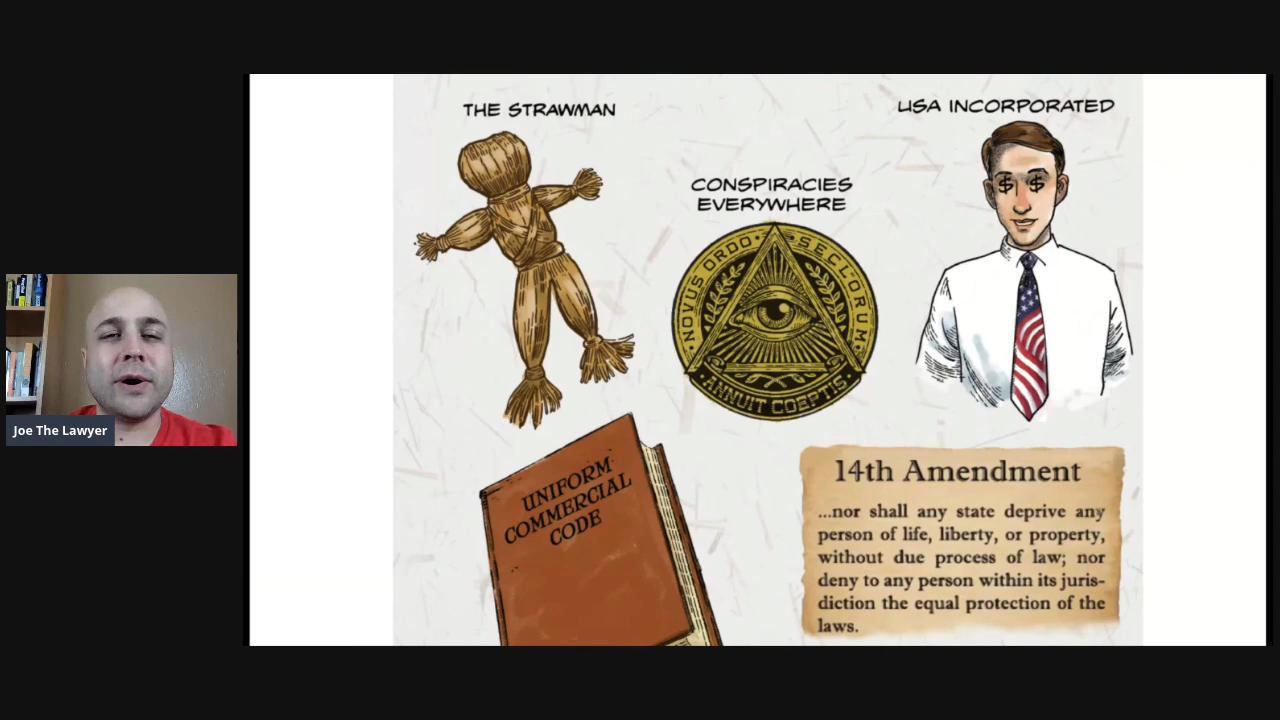 THE STRAWMAN
USA INCORPORATED
CONSPIRACIES
EVERYWHERE
NOVUS ORDO SECLORUM
ANNUIT COEPTIS
$ $
UNIFORM
COMMERCIAL
CODE
14th Amendment
...nor shall any state deprive any
person of life, liberty, or property,
without due process of law; nor
deny to any person within its juris-
diction the equal protection of the
laws.
Joe The Lawyer